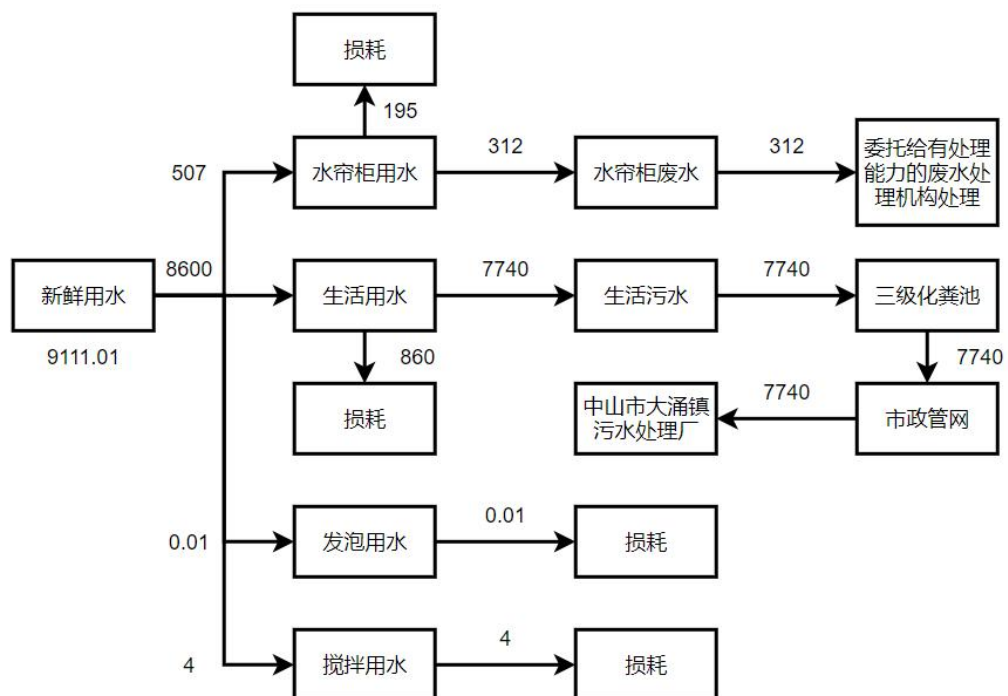 损耗
195
507
水帘柜用水
312
水帘柜废水
312
委托给有处理
能力的废水处
理机构处理
新鲜用水
9111.01
8600
生活用水
7740
生活污水
7740
三级化粪池
860
7740
损耗
中山市大涌镇
污水处理厂
7740
市政管网
0.01
发泡用水
0.01
损耗
4
搅拌用水
4
损耗